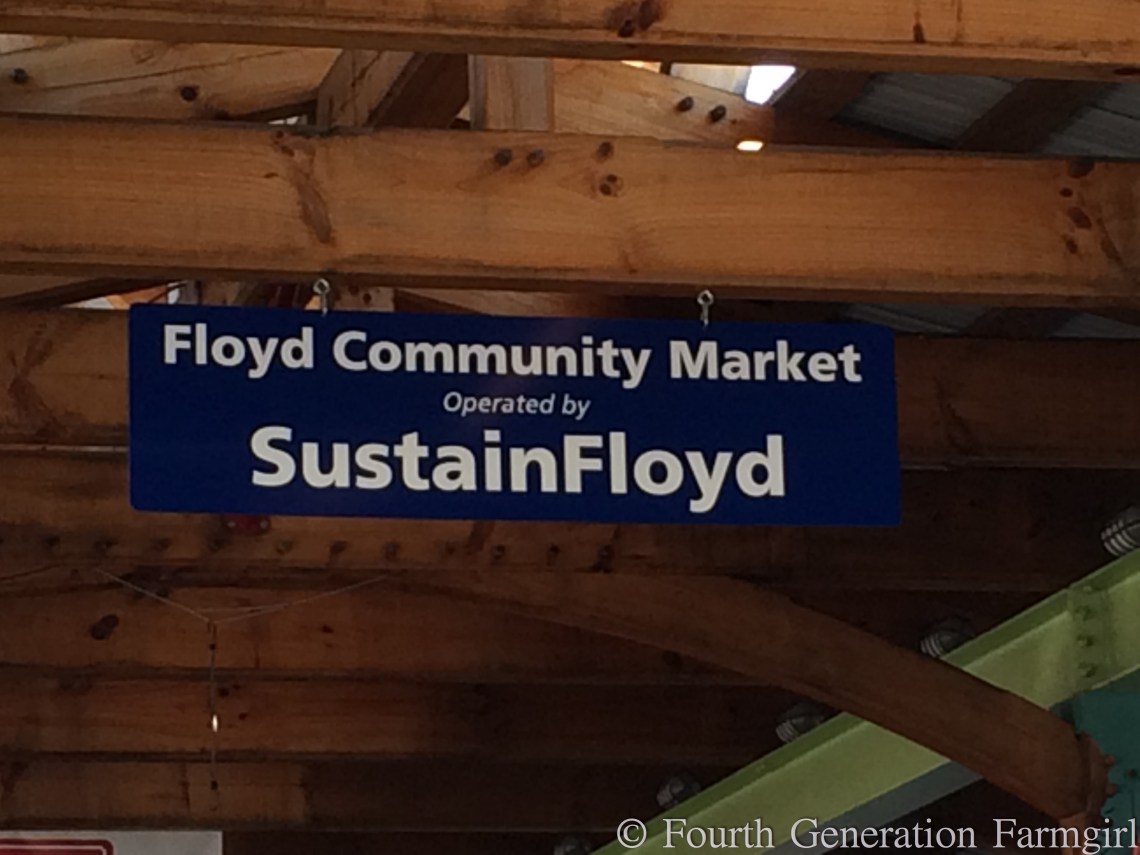 Floyd Community Market
Operated by
SustainFloyd
© Fourth Generation Farmgirl